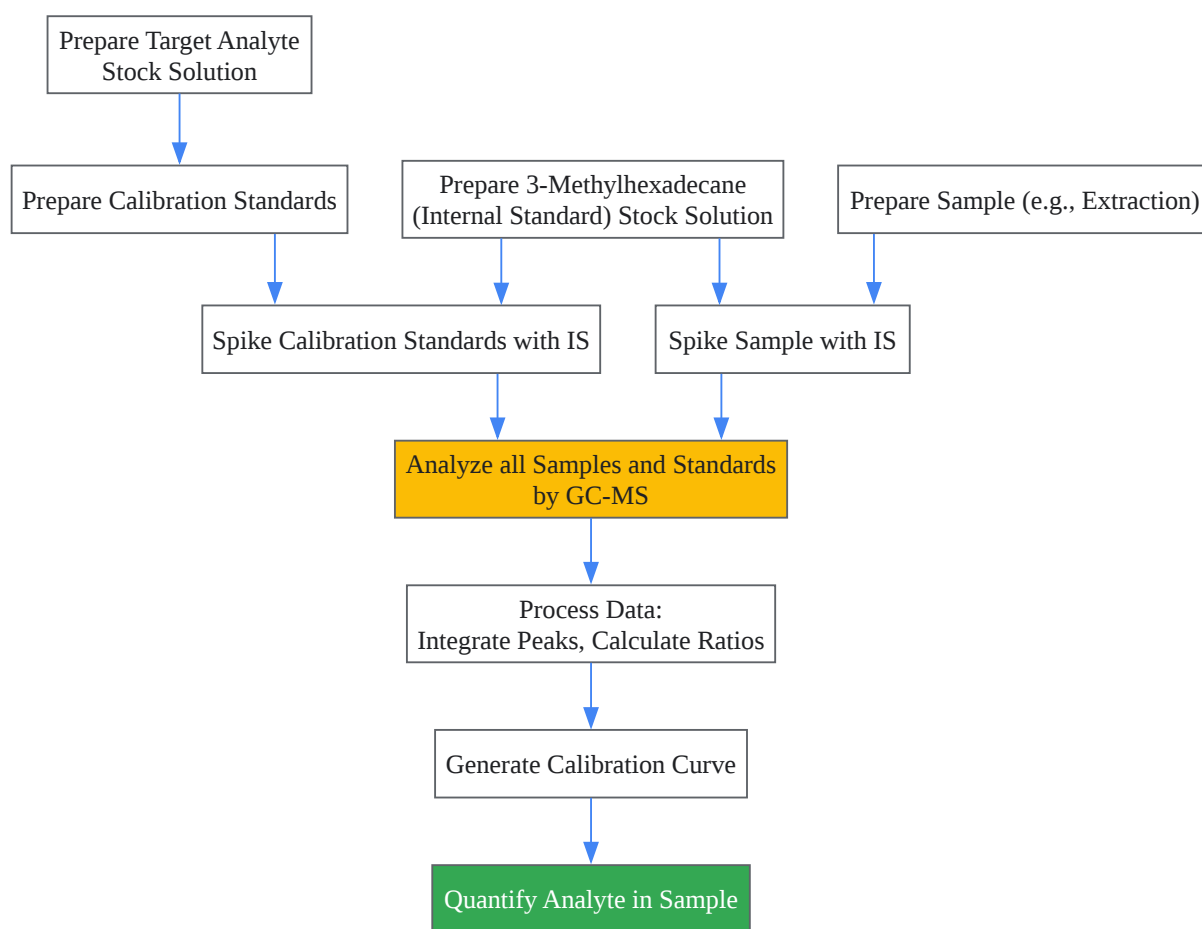 Prepare Target Analyte
Stock Solution
Prepare Calibration Standards
Prepare 3-Methylhexadecane
(Internal Standard) Stock Solution
Prepare Sample (e.g., Extraction)
Spike Calibration Standards with IS
Spike Sample with IS
Analyze all Samples and Standards
by GC-MS
Process Data:
Integrate Peaks, Calculate Ratios
Generate Calibration Curve
Quantify Analyte in Sample